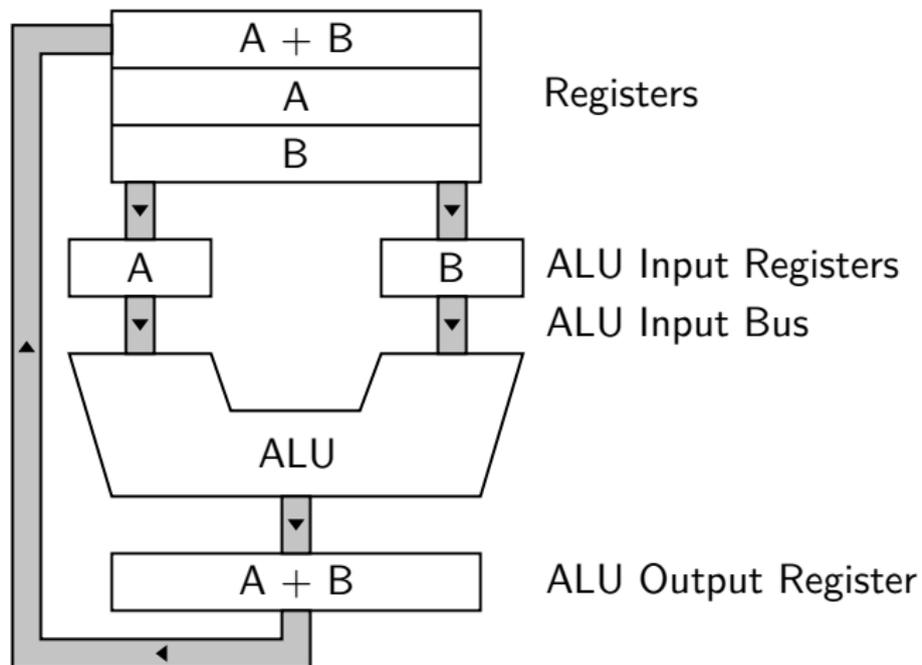 A + B
A
Registers
B
A
B
ALU Input Registers
ALU Input Bus
ALU
A + B
ALU Output Register